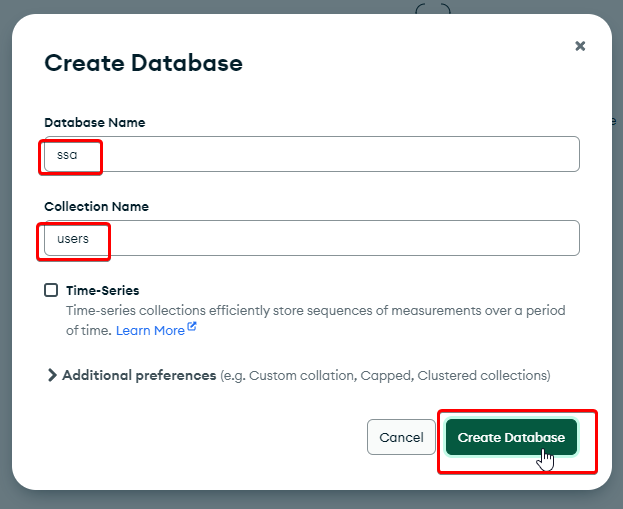 Create Database
Database Name
ssa
Collection Name
users
Time-Series
Time-series collections efficiently store sequences of measurements over a period
of time. Learn More
Additional preferences (e.g. Custom collation, Capped, Clustered collections)
Cancel
Create Database